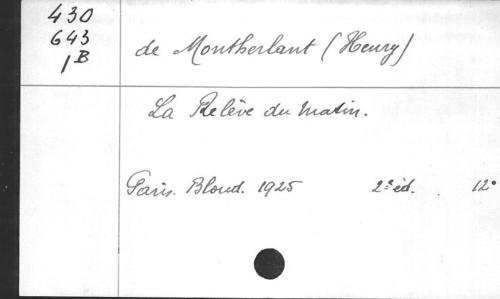 430
643
1B
de Montherlant (Henry)
La Relève du Matin.
Paris. Bloud. 1925 2e éd. 12°